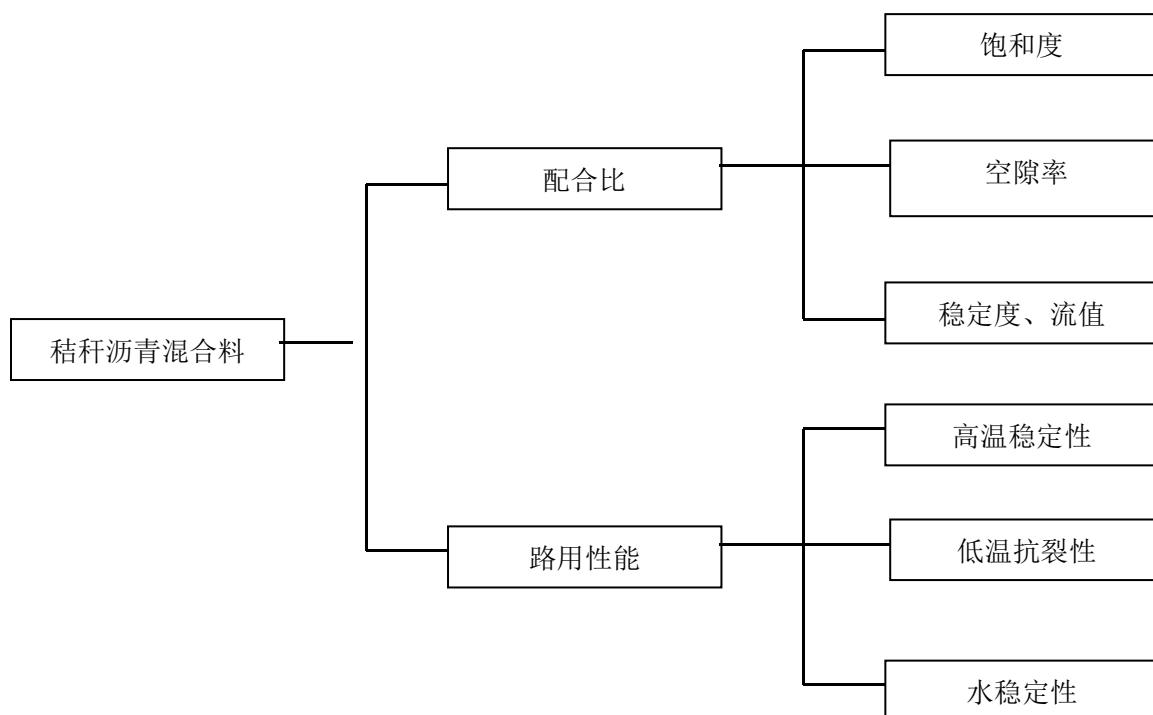 饱和度
配合比
空隙率
稳定度、流值
秸秆沥青混合料
高温稳定性
路用性能
低温抗裂性
水稳定性